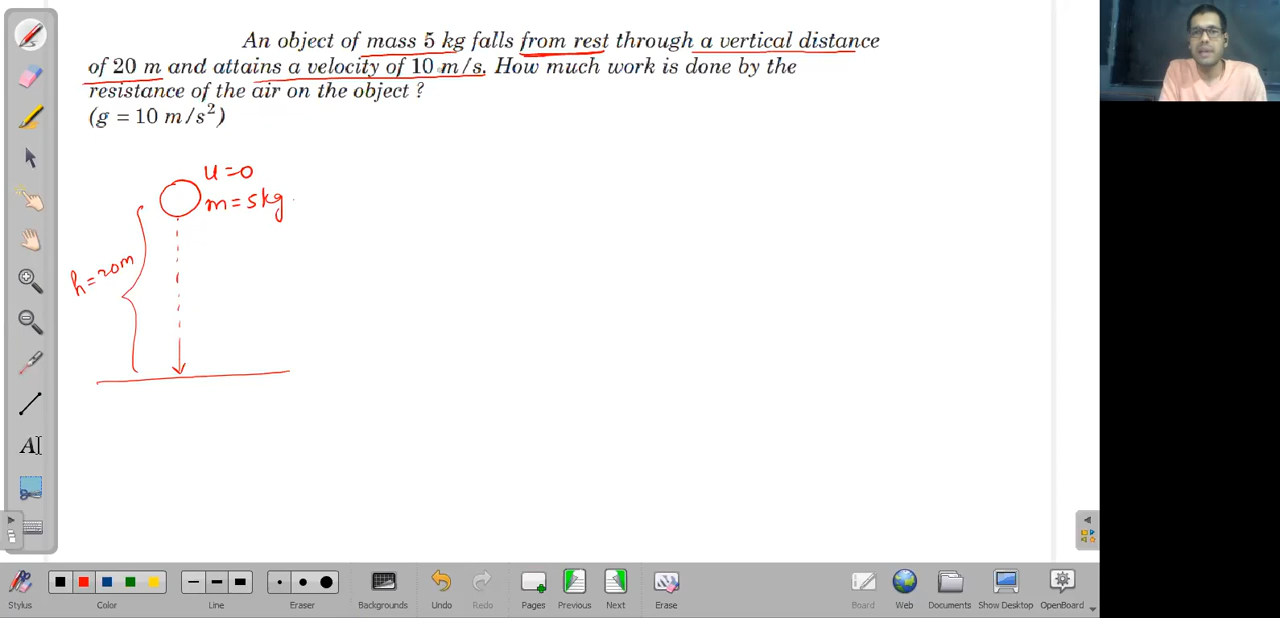 An object of mass 5 kg falls from rest through a vertical distance
of 20 m and attains a velocity of 10 m/s. How much work is done by the
resistance of the air on the object ?
(g = 10 m/s²)
u=0
m = 5kg
h=20m
A
Stylus
Color
Line
Eraser
Backgrounds
Undo
Redo
Pages
Previous
Next
Erase
Board
Web
Documents
Show Desktop
OpenBoard